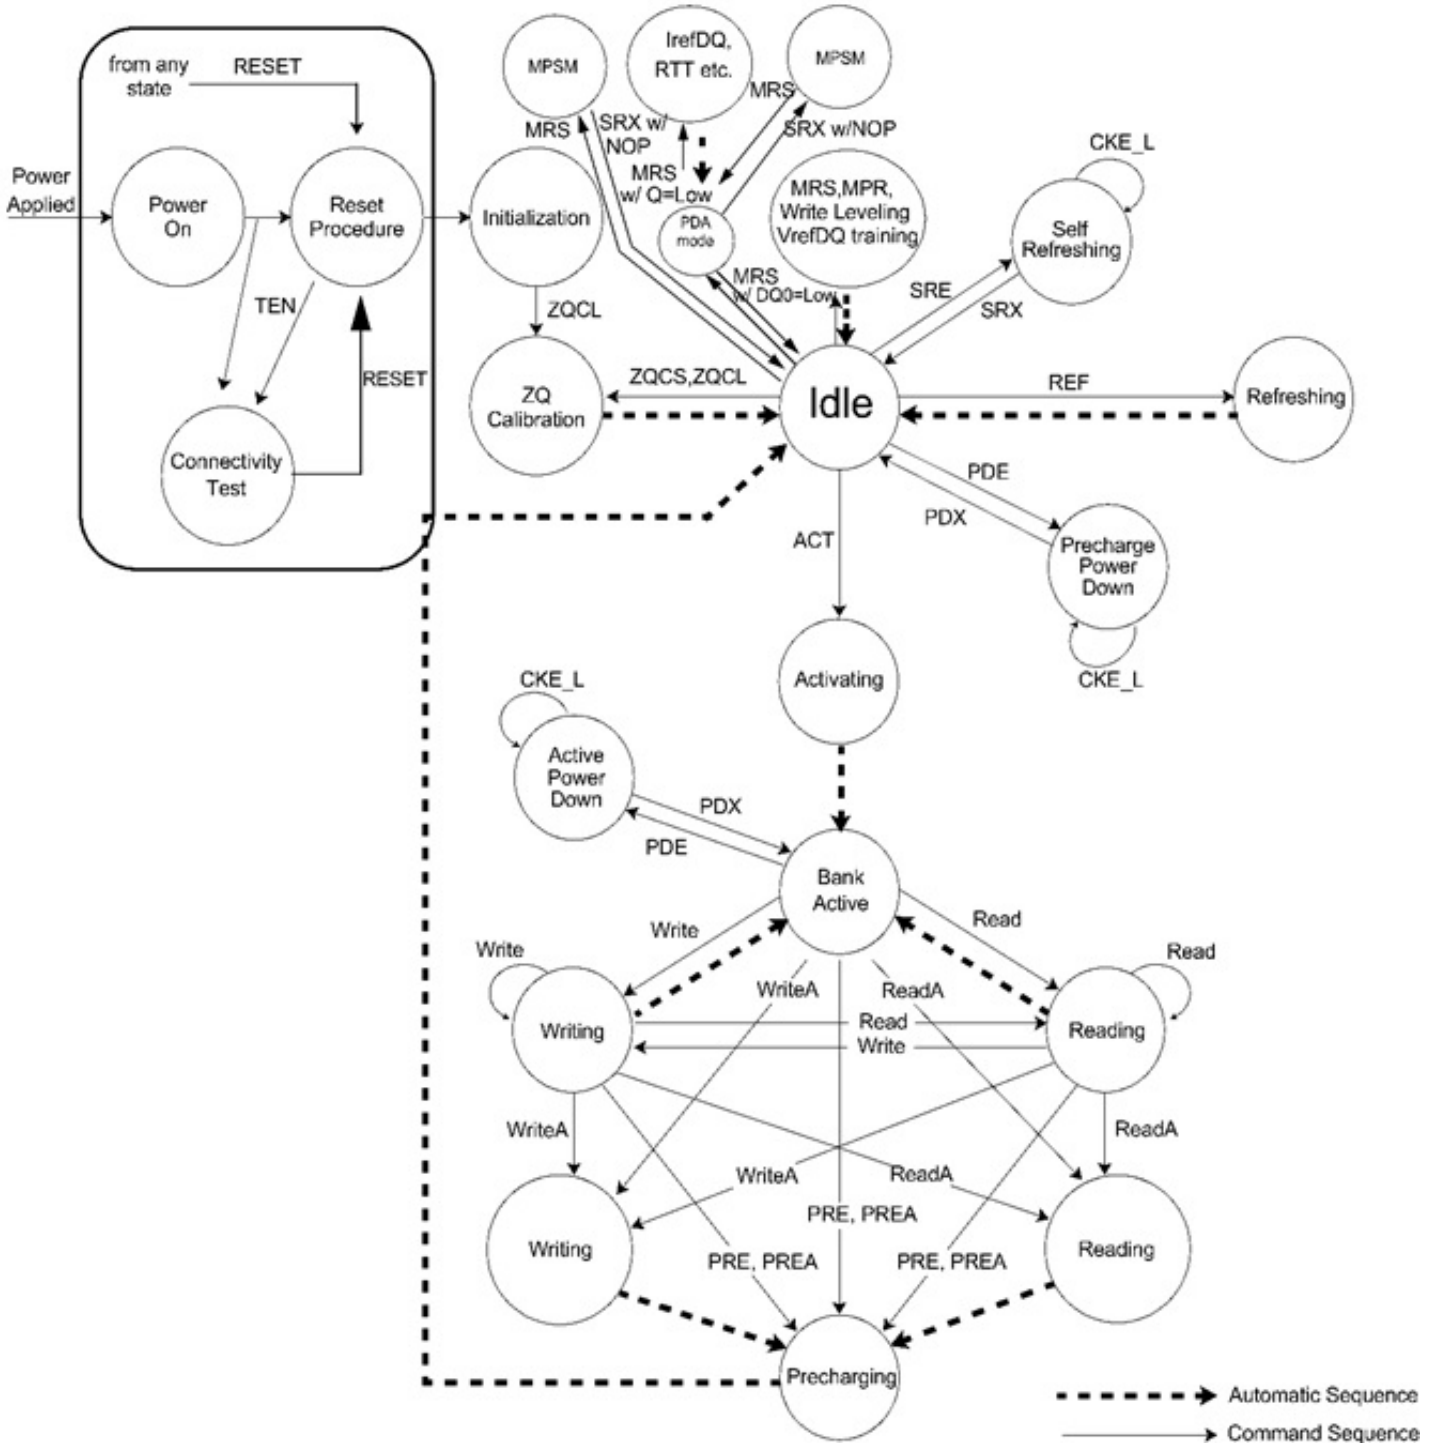 from any
state
RESET
Power
Applied
Power
On
Reset
Procedure
TEN
RESET
Connectivity
Test
MPSM
MRS
SRX w/
NOP
IrefDQ,
RTT etc.
MRS
w/ Q=Low
MPSM
MRS
SRX w/NOP
PDA
mode
MRS
w/ DQ0=Low
MRS,MPR,
Write Leveling
VrefDQ training
CKE_L
Self
Refreshing
SRE
SRX
Initialization
ZQCL
ZQ
Calibration
ZQCS,ZQCL
Idle
REF
Refreshing
PDE
PDX
Precharge
Power
Down
CKE_L
ACT
Activating
CKE_L
Active
Power
Down
PDX
PDE
Bank
Active
Write
Read
Write
Read
Writing
WriteA
ReadA
Read
Write
Reading
WriteA
ReadA
WriteA
ReadA
PRE, PREA
Writing
PRE, PREA
PRE, PREA
Reading
Precharging
Automatic Sequence
Command Sequence